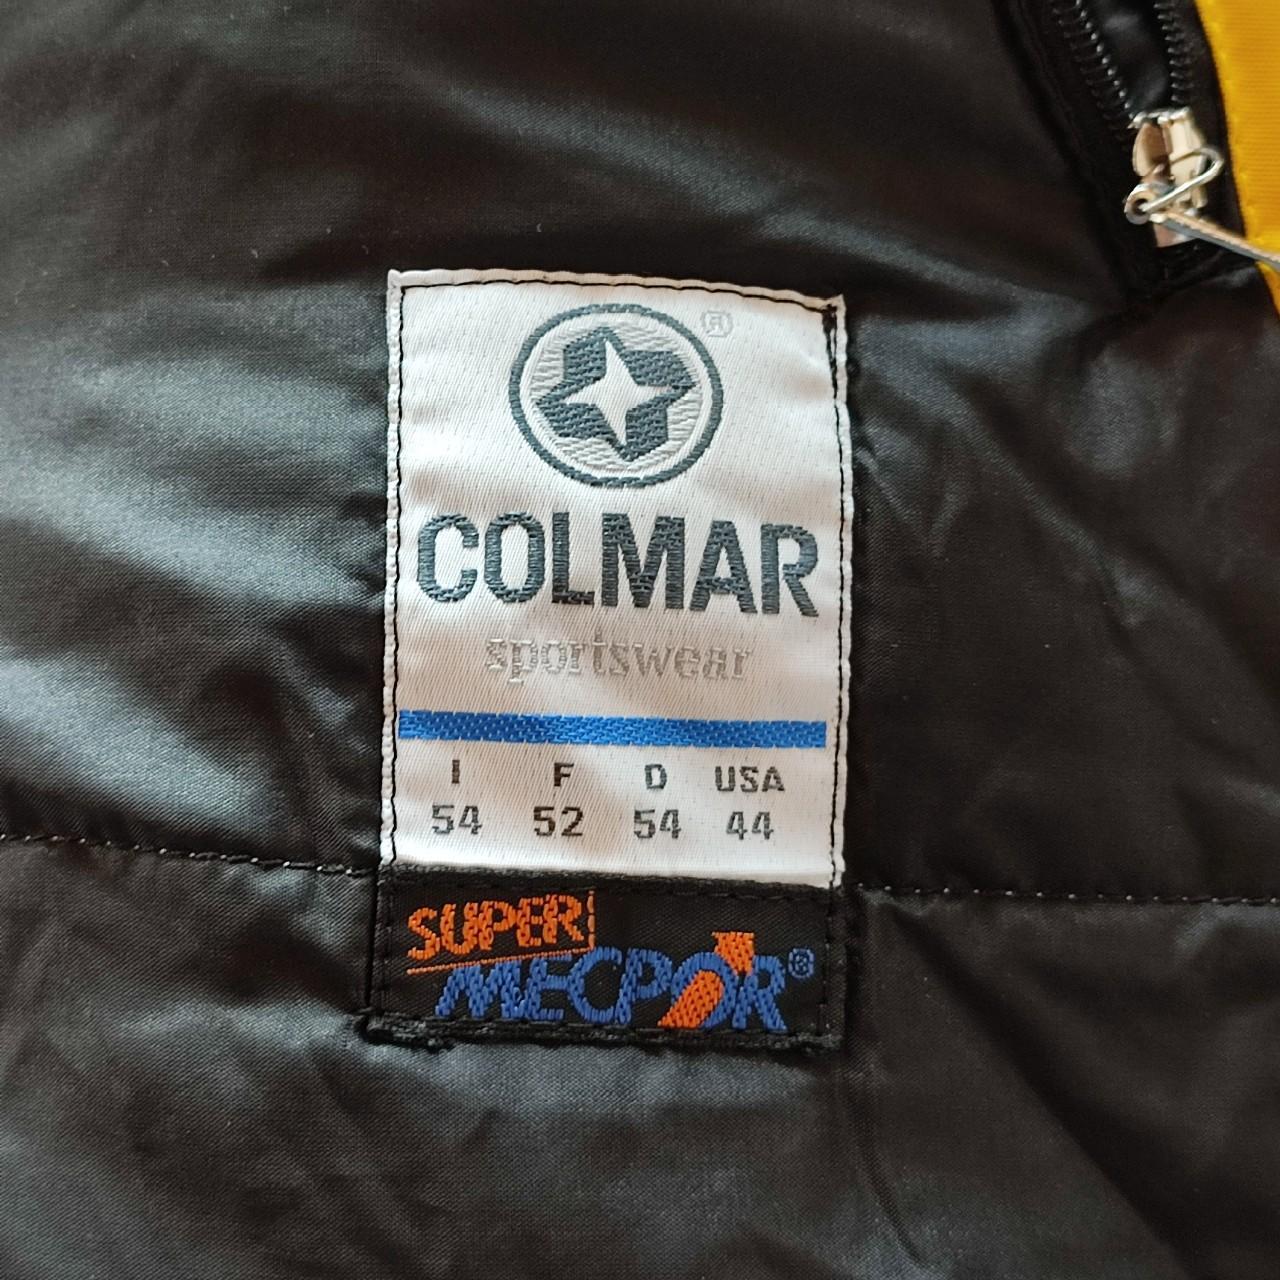 ®
COLMAR
sportswear
I F D USA
54 52 54 44
SUPER
MECPOR®